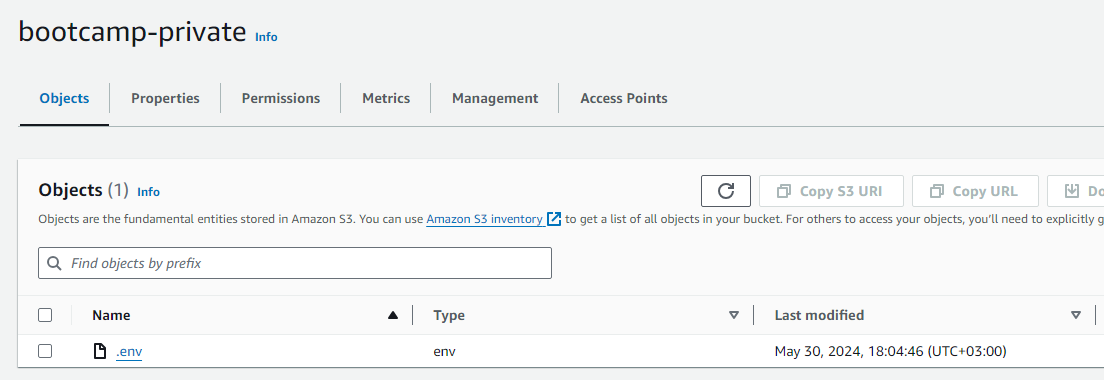 bootcamp-private Info
Objects Properties Permissions Metrics Management Access Points
Objects (1) Info
Copy S3 URI Copy URL Do
Objects are the fundamental entities stored in Amazon S3. You can use Amazon S3 inventory to get a list of all objects in your bucket. For others to access your objects, you'll need to explicitly g
Find objects by prefix
Name Type Last modified
.env env May 30, 2024, 18:04:46 (UTC+03:00)